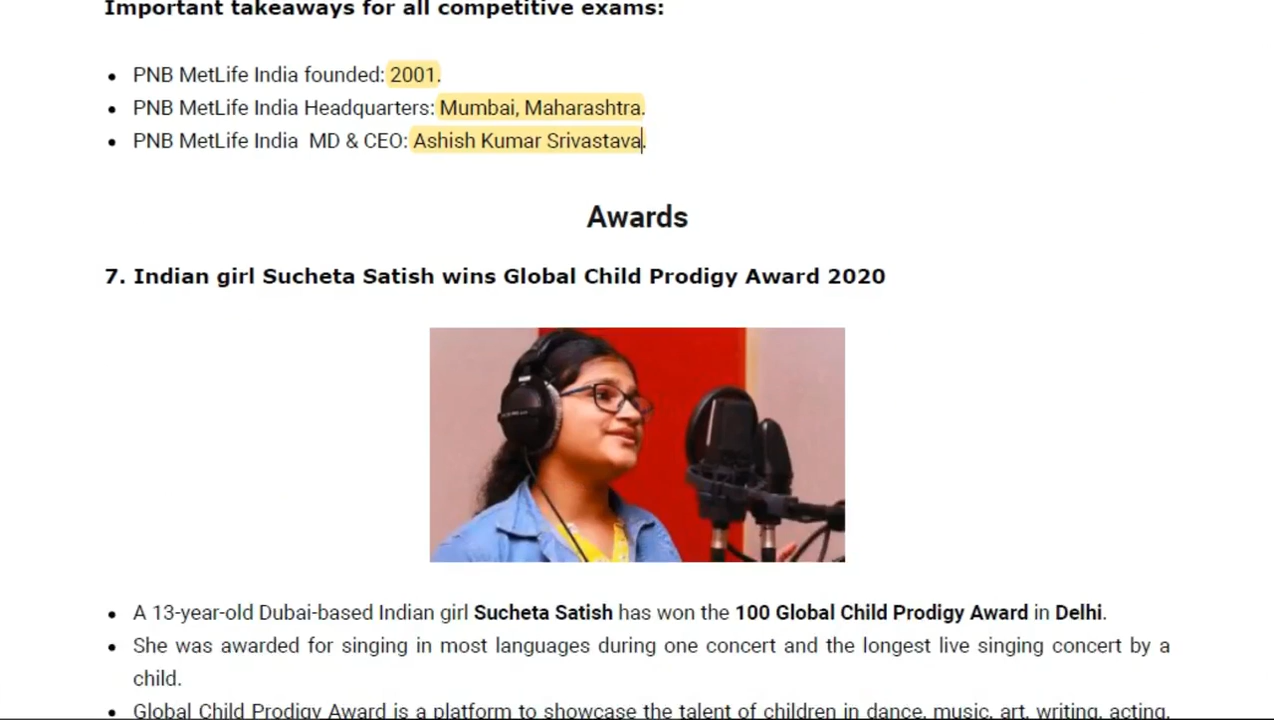 Important takeaways for all competitive exams:
PNB MetLife India founded: 2001.
PNB MetLife India Headquarters: Mumbai, Maharashtra.
PNB MetLife India  MD & CEO: Ashish Kumar Srivastava.
Awards
7. Indian girl Sucheta Satish wins Global Child Prodigy Award 2020
A 13-year-old Dubai-based Indian girl Sucheta Satish has won the 100 Global Child Prodigy Award in Delhi.
She was awarded for singing in most languages during one concert and the longest live singing concert by a
child.
Global Child Prodigy Award is a platform to showcase the talent of children in dance, music, art, writing, acting,